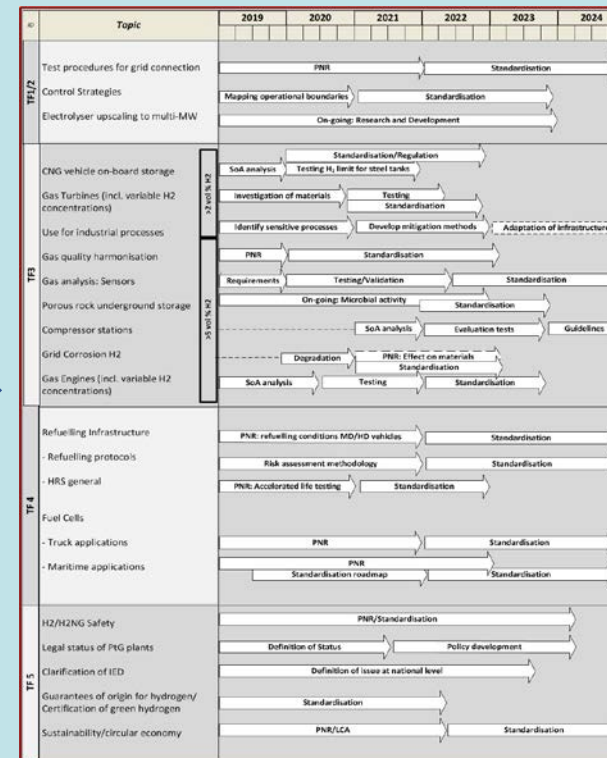 ID Topic 2019 2020 2021 2022 2023 2024
TF1/2
Test procedures for grid connection PNR Standardisation
Control Strategies Mapping operational boundaries Standardisation
Electrolyser upscaling to multi-MW On-going: Research and Development
TF3
>2 vol % H2
Standardisation/Regulation
CNG vehicle on-board storage SoA analysis Testing H₂ limit for steel tanks
Gas Turbines (incl. variable H2 Investigation of materials Testing
concentrations) Standardisation
Use for industrial processes Identify sensitive processes Develop mitigation methods Adaptation of infrastructure
>5 vol % H2
Gas quality harmonisation PNR Standardisation
Gas analysis: Sensors Requirements Testing/Validation Standardisation
On-going: Microbial activity
Porous rock underground storage Standardisation
Compressor stations SoA analysis Evaluation tests Guidelines
Grid Corrosion H2 Degradation PNR: Effect on materials
Standardisation
Gas Engines (incl. variable H2 SoA analysis Testing Standardisation
concentrations)
TF 4
Refuelling Infrastructure PNR: refuelling conditions MD/HD vehicles Standardisation
- Refuelling protocols Risk assessment methodology Standardisation
- HRS general PNR: Accelerated life testing Standardisation
Fuel Cells
- Truck applications PNR Standardisation
- Maritime applications PNR
Standardisation roadmap Standardisation
TF 5
H2/H2NG Safety PNR/Standardisation
Legal status of PtG plants Definition of Status Policy development
Clarification of IED Definition of issue at national level
Guarantees of origin for hydrogen/ Standardisation
Certification of green hydrogen
Sustainability/circular economy PNR/LCA Standardisation